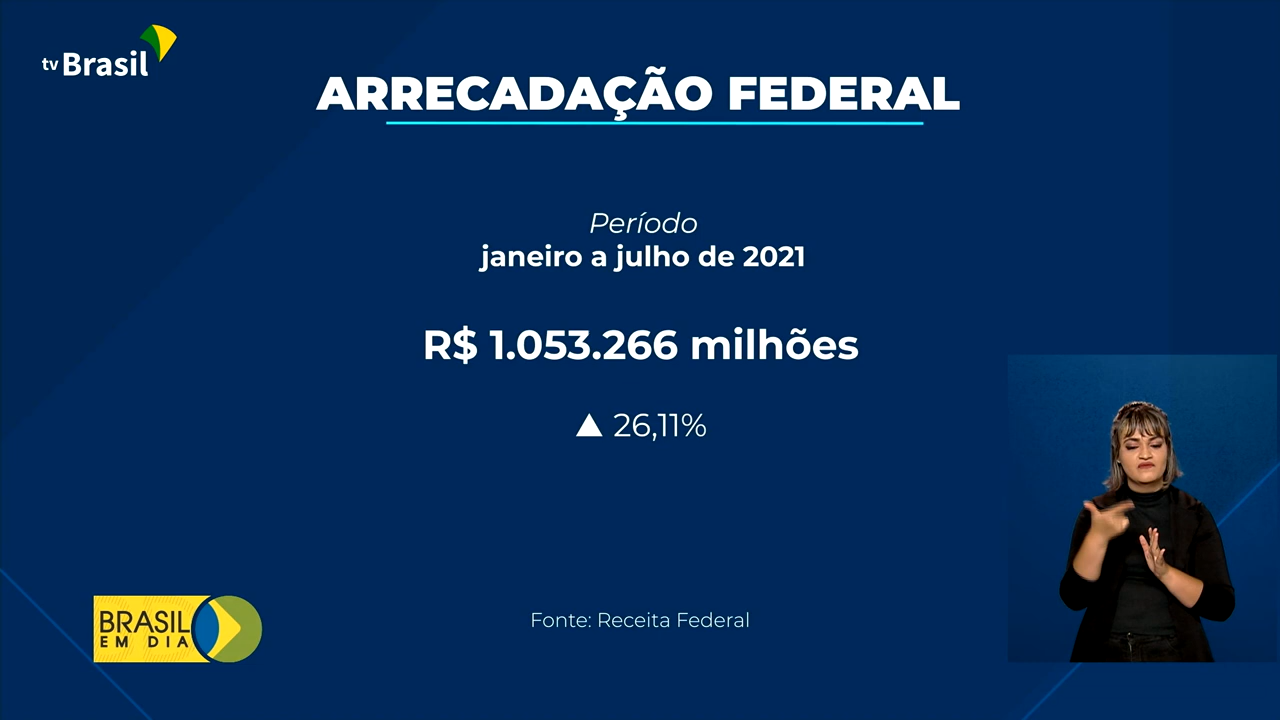 tv Brasil
ARRECADAÇÃO FEDERAL
Período
janeiro a julho de 2021
R$ 1.053.266 milhões
▲ 26,11%
Fonte: Receita Federal
BRASIL
EM DIA